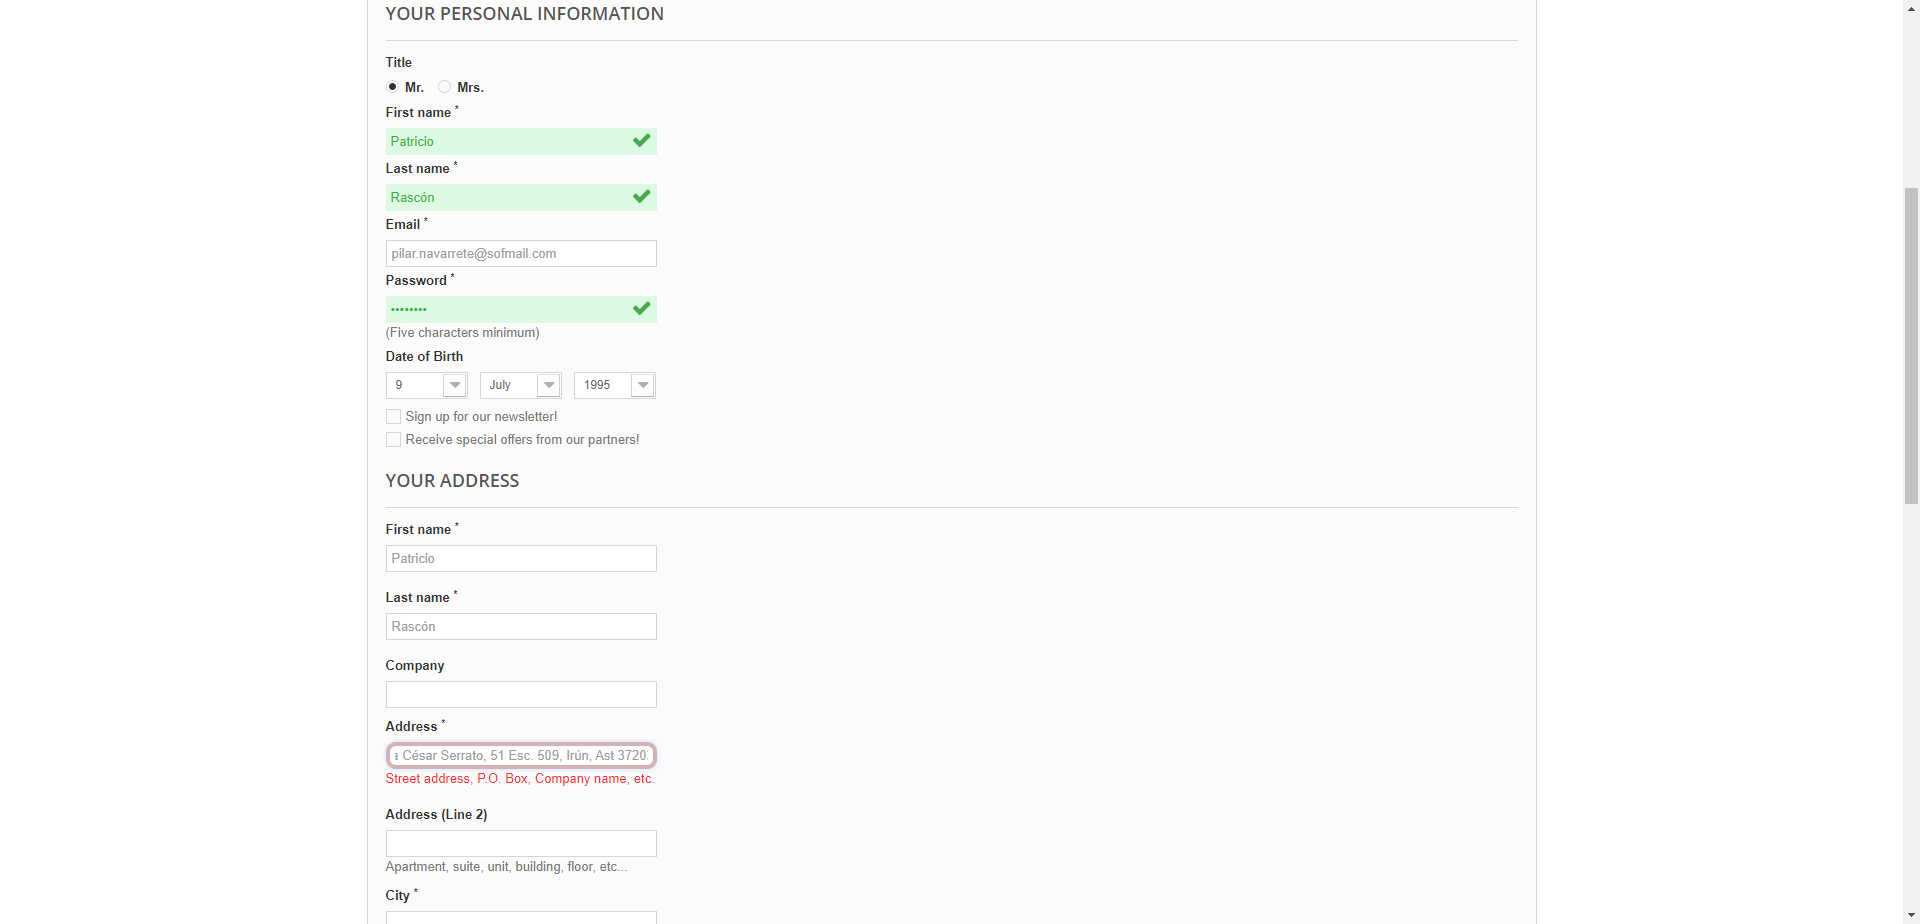 YOUR PERSONAL INFORMATION
Title
Mr. Mrs.
First name *
Patricio
Last name *
Rascón
Email *
pilar.navarrete@sofmail.com
Password *
••••••••
(Five characters minimum)
Date of Birth
9 July 1995
Sign up for our newsletter!
Receive special offers from our partners!
YOUR ADDRESS
First name *
Patricio
Last name *
Rascón
Company
Address *
César Serrato, 51 Esc. 509, Irún, Ast 3720
Street address, P.O. Box, Company name, etc.
Address (Line 2)
Apartment, suite, unit, building, floor, etc...
City *